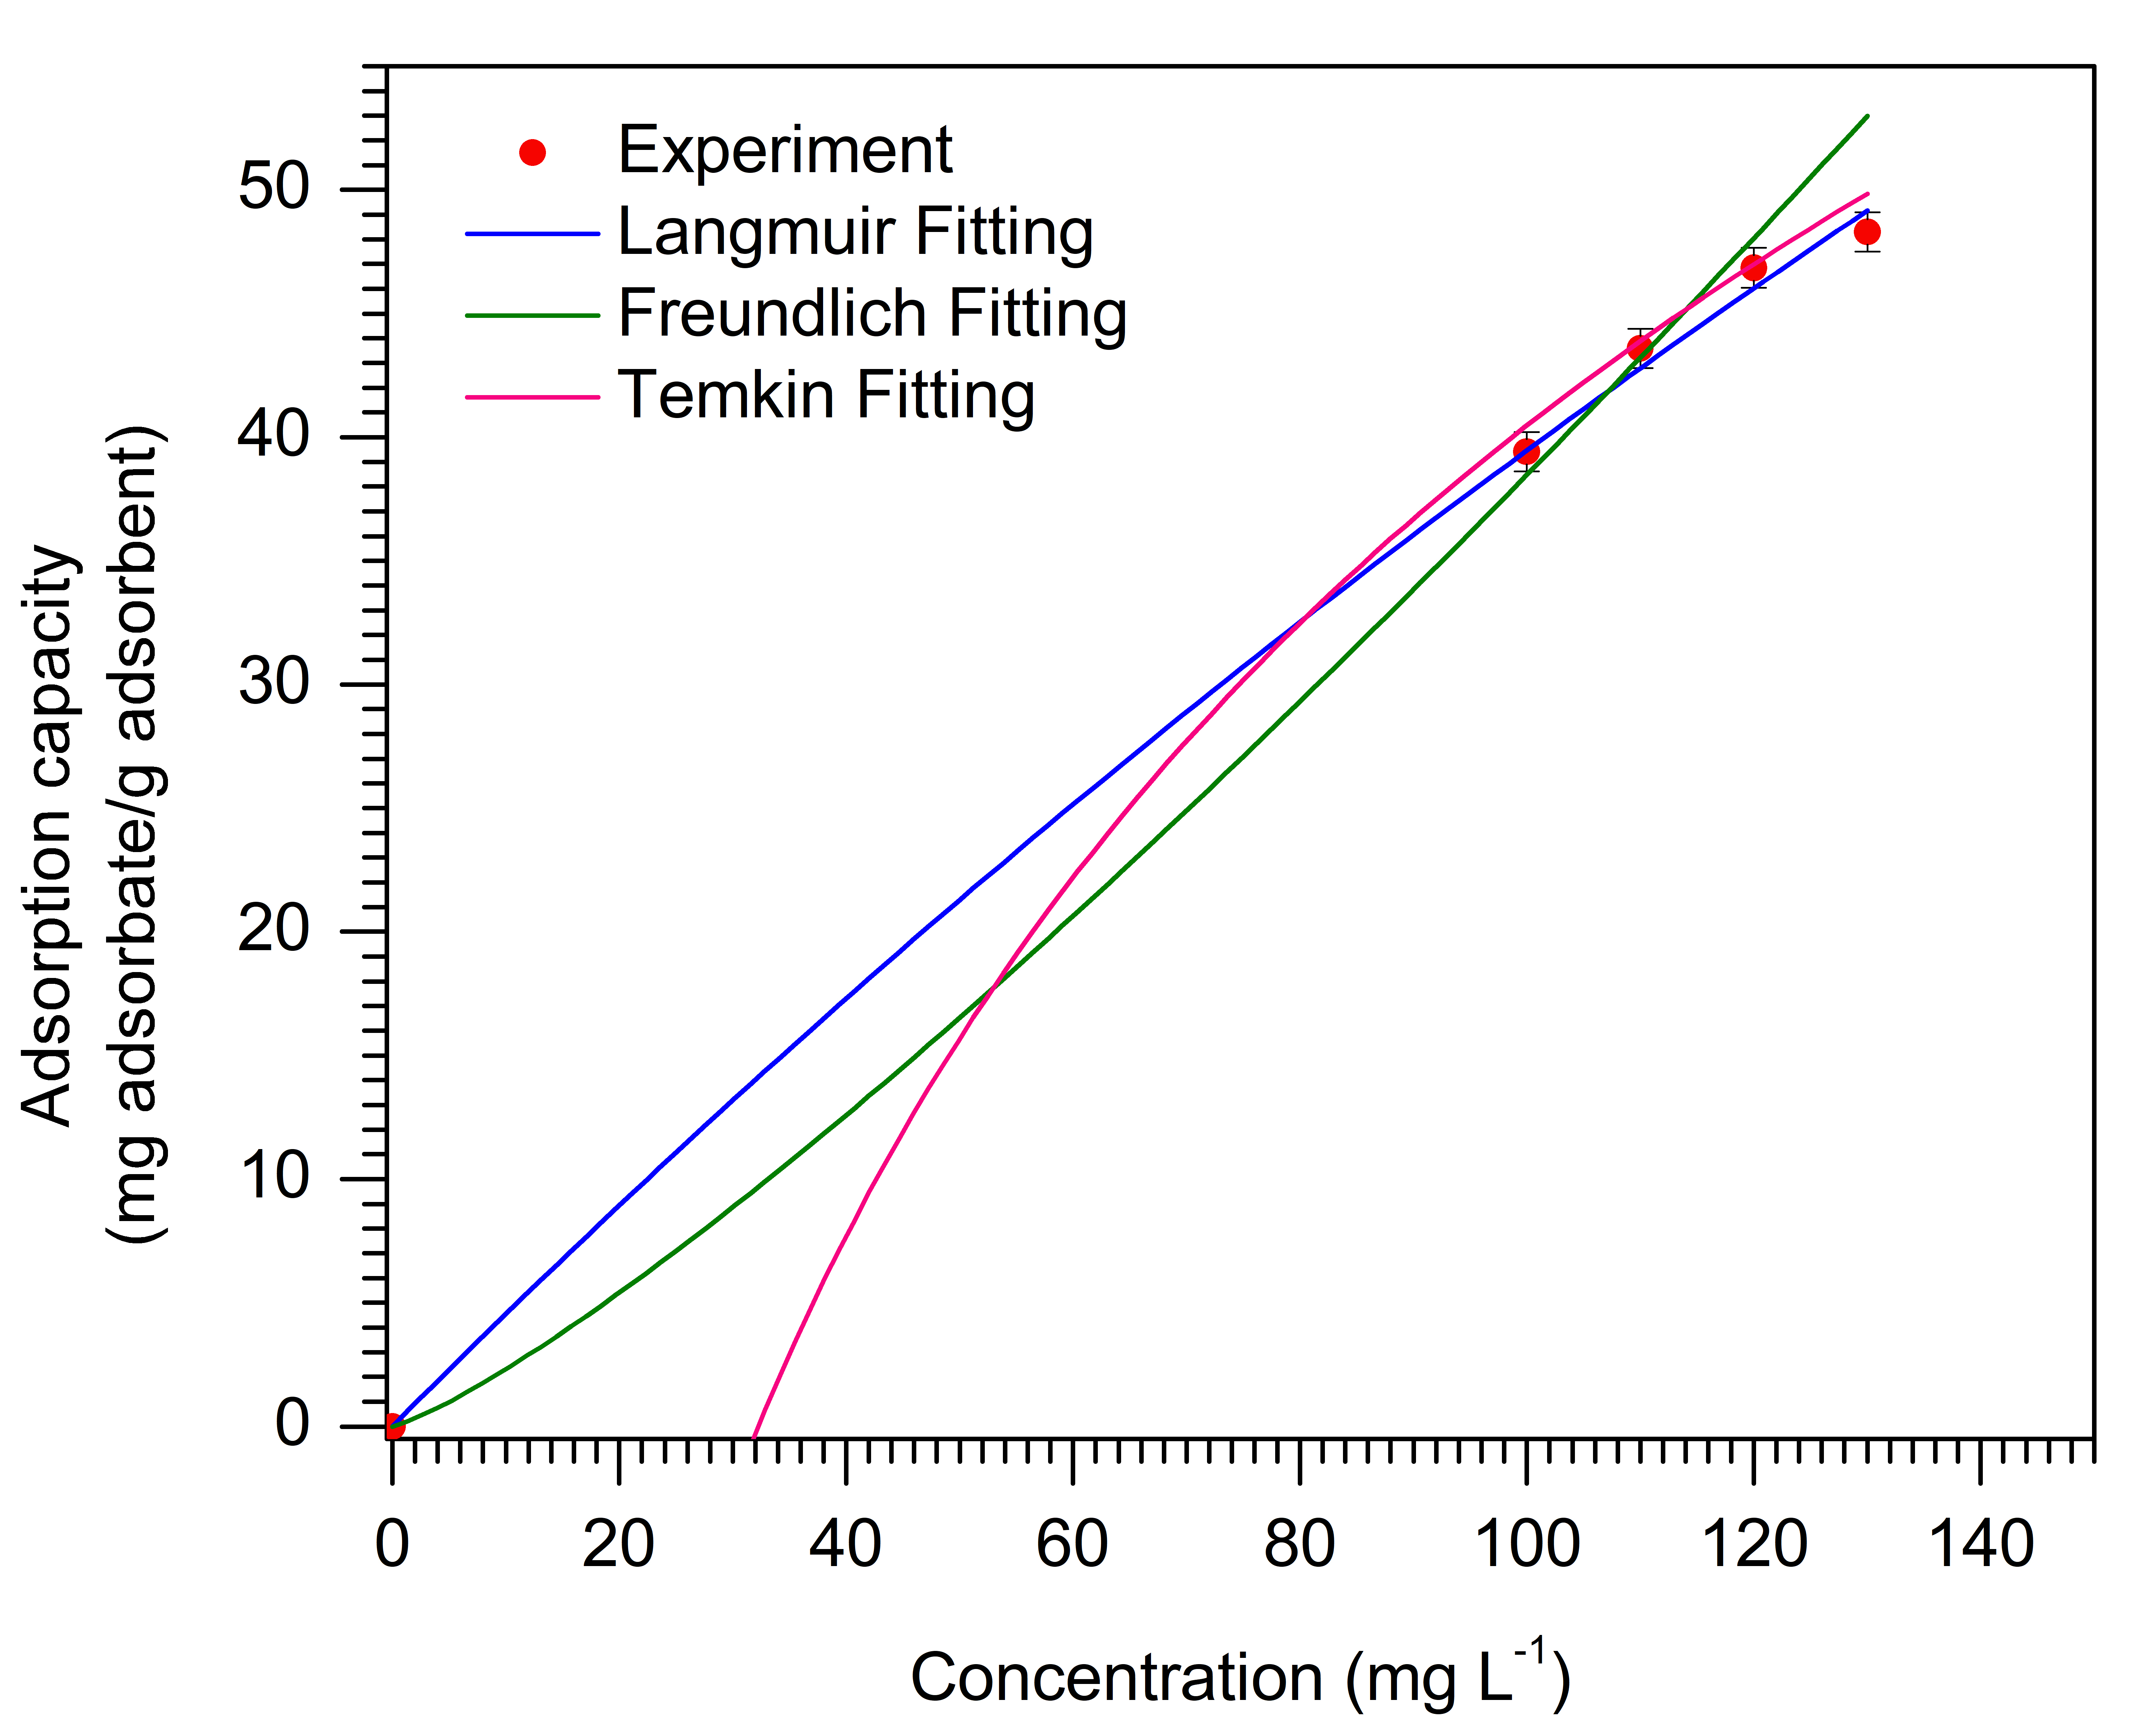 Experiment
Langmuir Fitting
Freundlich Fitting
Temkin Fitting
50
40
30
20
10
0
0 20 40 60 80 100 120 140
Adsorption capacity
(mg adsorbate/g adsorbent)
Concentration (mg L⁻¹)